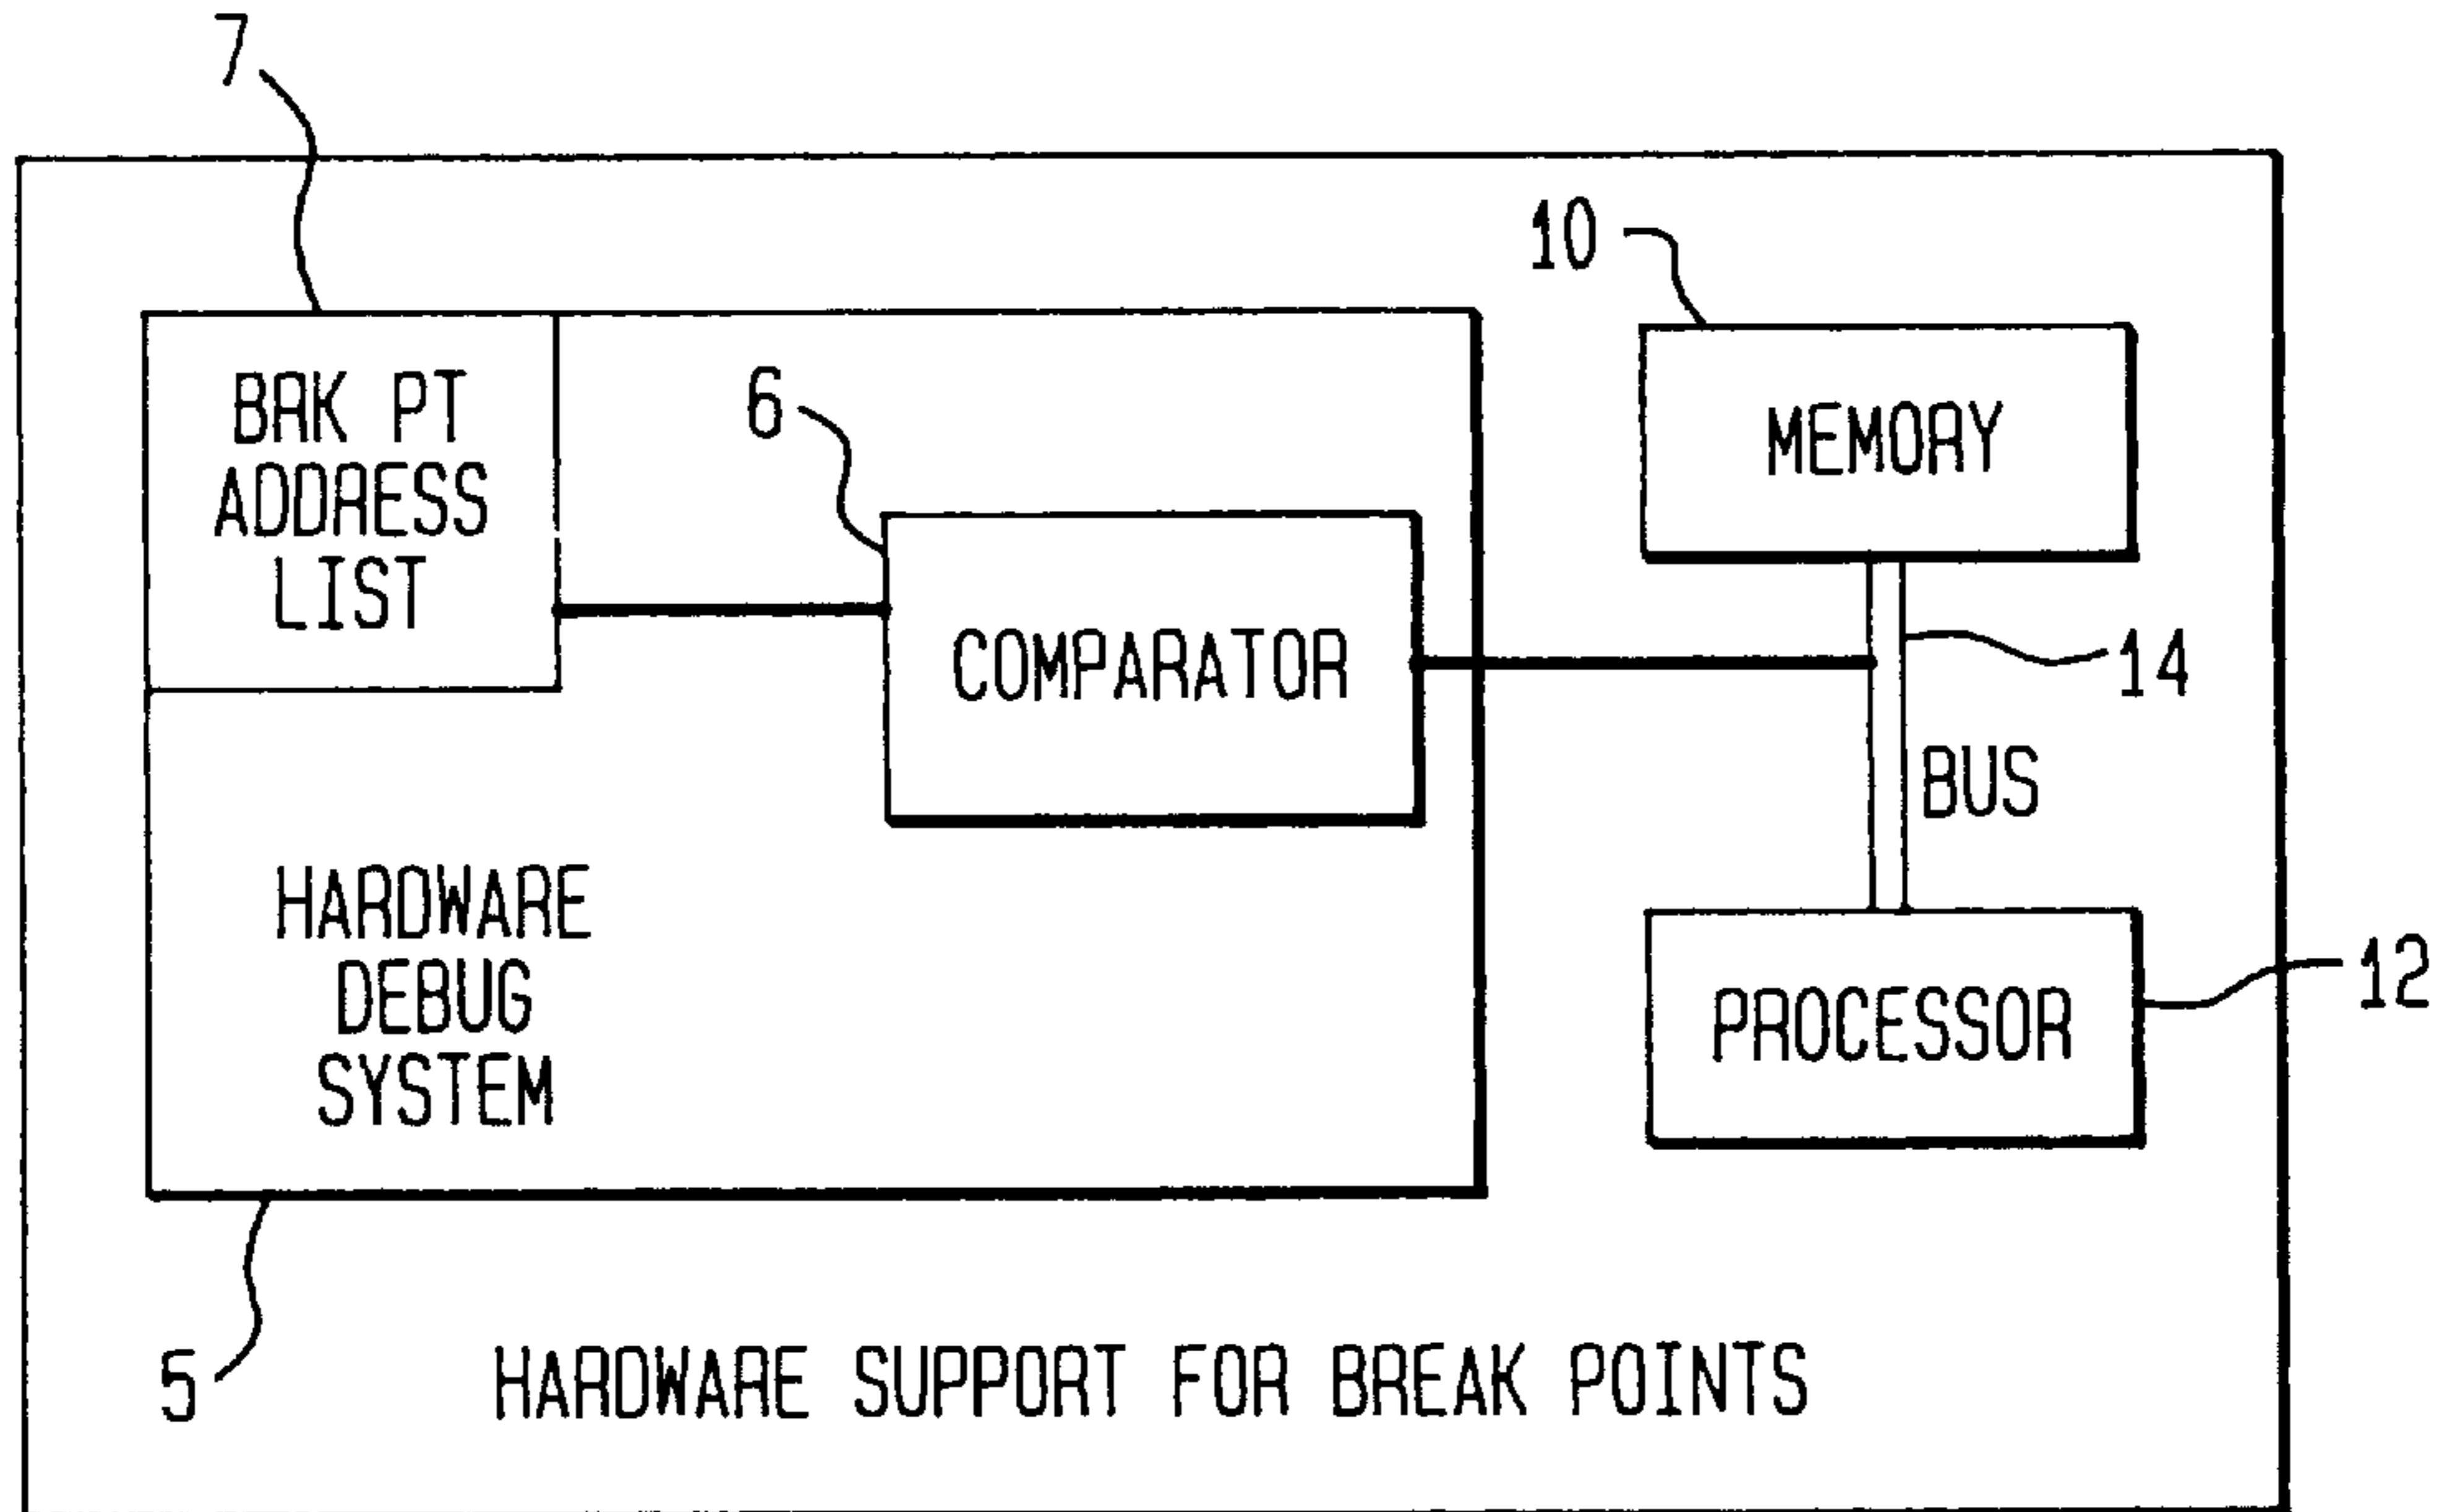 7
10
BRK PT
ADDRESS
LIST
6
MEMORY
COMPARATOR
14
BUS
HARDWARE
DEBUG
SYSTEM
12
PROCESSOR
5
HARDWARE SUPPORT FOR BREAK POINTS